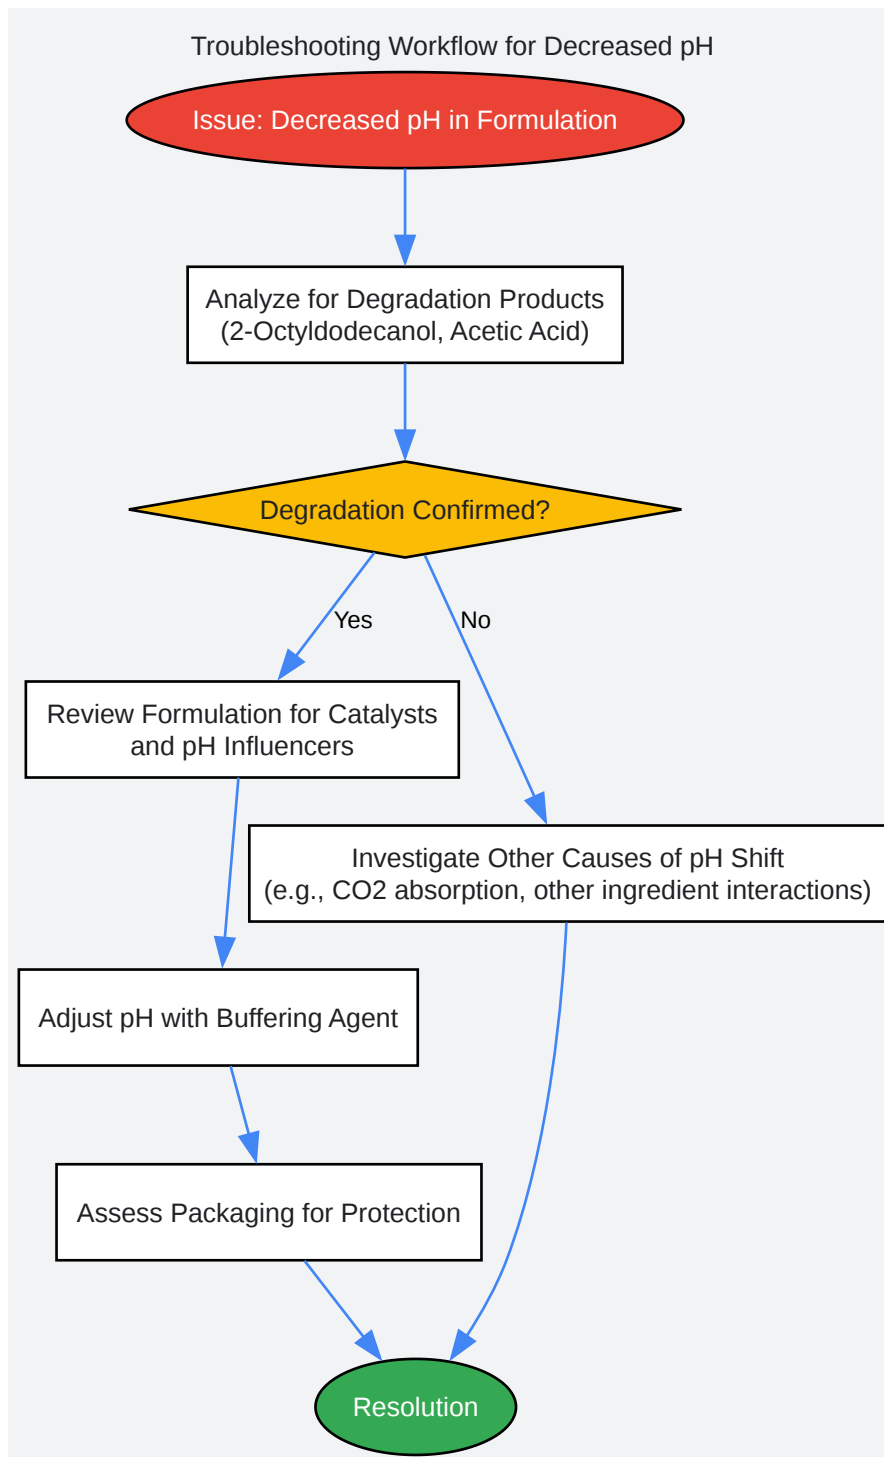 Troubleshooting Workflow for Decreased pH
Issue: Decreased pH in Formulation
Analyze for Degradation Products
(2-Octyldodecanol, Acetic Acid)
Degradation Confirmed?
Yes
No
Review Formulation for Catalysts
and pH Influencers
Investigate Other Causes of pH Shift
(e.g., CO2 absorption, other ingredient interactions)
Adjust pH with Buffering Agent
Assess Packaging for Protection
Resolution